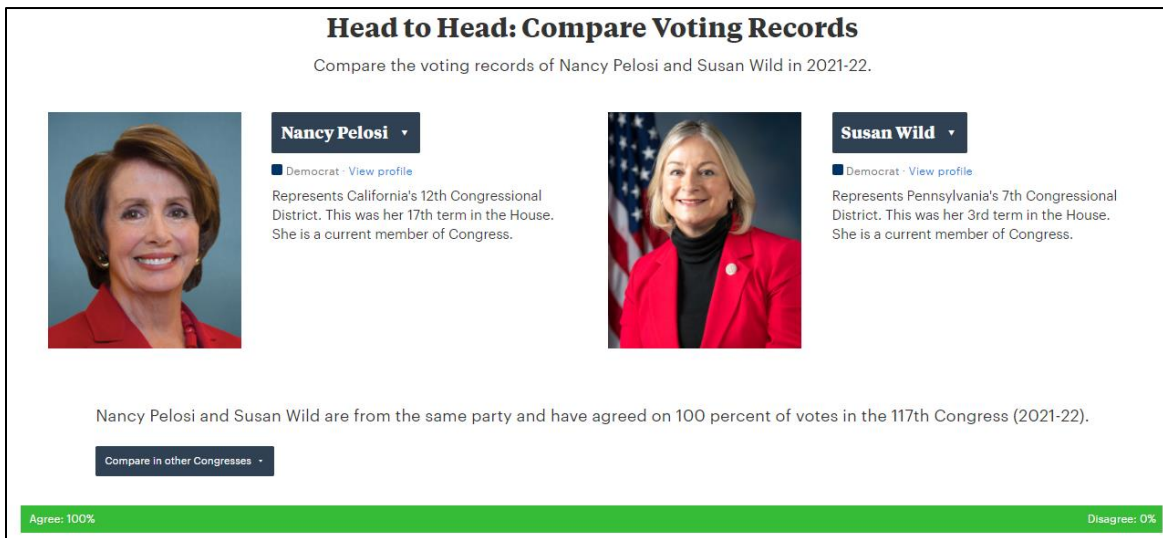 Head to Head: Compare Voting Records
Compare the voting records of Nancy Pelosi and Susan Wild in 2021-22.
Nancy Pelosi
Democrat · View profile
Represents California's 12th Congressional
District. This was her 17th term in the House.
She is a current member of Congress.
Susan Wild
Democrat · View profile
Represents Pennsylvania's 7th Congressional
District. This was her 3rd term in the House.
She is a current member of Congress.
Nancy Pelosi and Susan Wild are from the same party and have agreed on 100 percent of votes in the 117th Congress (2021-22).
Compare in other Congresses
Agree: 100%
Disagree: 0%